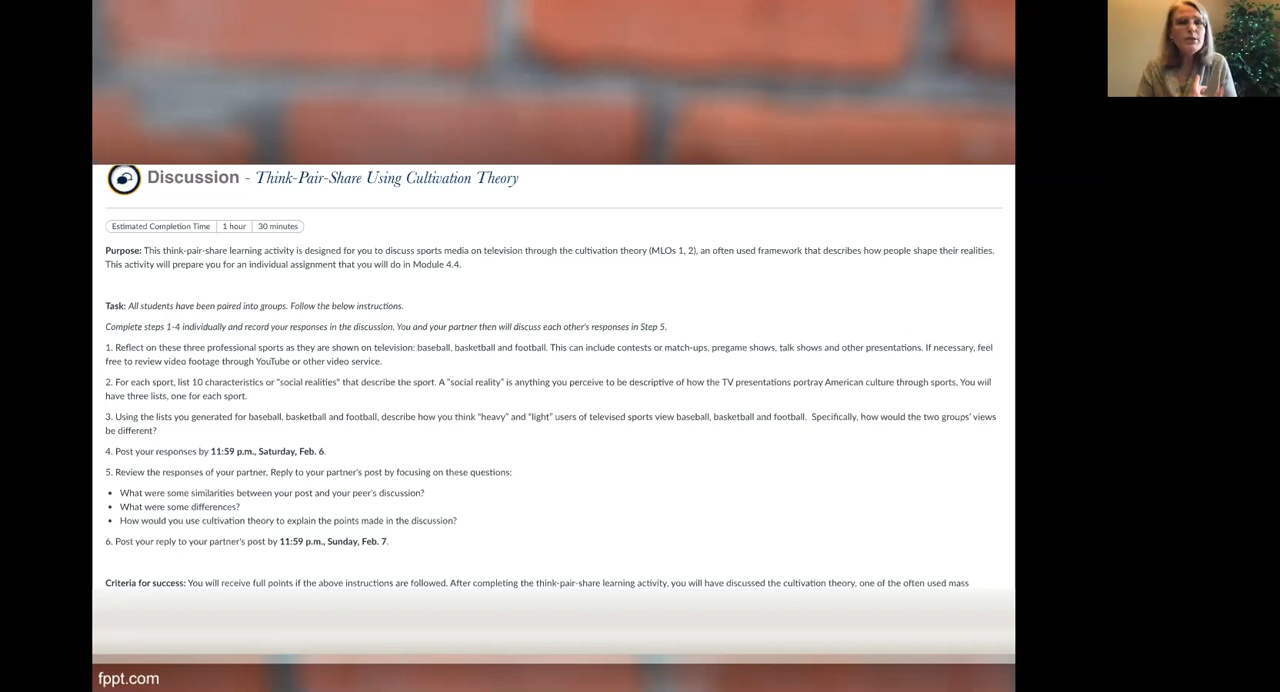 Discussion - Think-Pair-Share Using Cultivation Theory
Estimated Completion Time 1 hour 30 minutes
Purpose: This think-pair-share learning activity is designed for you to discuss sports media on television through the cultivation theory (MLOs 1, 2), an often used framework that describes how people shape their realities.
This activity will prepare you for an individual assignment that you will do in Module 4.4.
Task: All students have been paired into groups. Follow the below instructions.
Complete steps 1-4 individually and record your responses in the discussion. You and your partner then will discuss each other's responses in Step 5.
1. Reflect on these three professional sports as they are shown on television: baseball, basketball and football. This can include contests or match-ups, pregame shows, talk shows and other presentations. If necessary, feel
free to review video footage through YouTube or other video service.
2. For each sport, list 10 characteristics or "social realities" that describe the sport. A "social reality" is anything you perceive to be descriptive of how the TV presentations portray American culture through sports. You will
have three lists, one for each sport.
3. Using the lists you generated for baseball, basketball and football, describe how you think "heavy" and "light" users of televised sports view baseball, basketball and football. Specifically, how would the two groups' views
be different?
4. Post your responses by 11:59 p.m., Saturday, Feb. 6.
5. Review the responses of your partner. Reply to your partner's post by focusing on these questions:
• What were some similarities between your post and your peer's discussion?
• What were some differences?
• How would you use cultivation theory to explain the points made in the discussion?
6. Post your reply to your partner's post by 11:59 p.m., Sunday, Feb. 7.
Criteria for success: You will receive full points if the above instructions are followed. After completing the think-pair-share learning activity, you will have discussed the cultivation theory, one of the often used mass
fppt.com